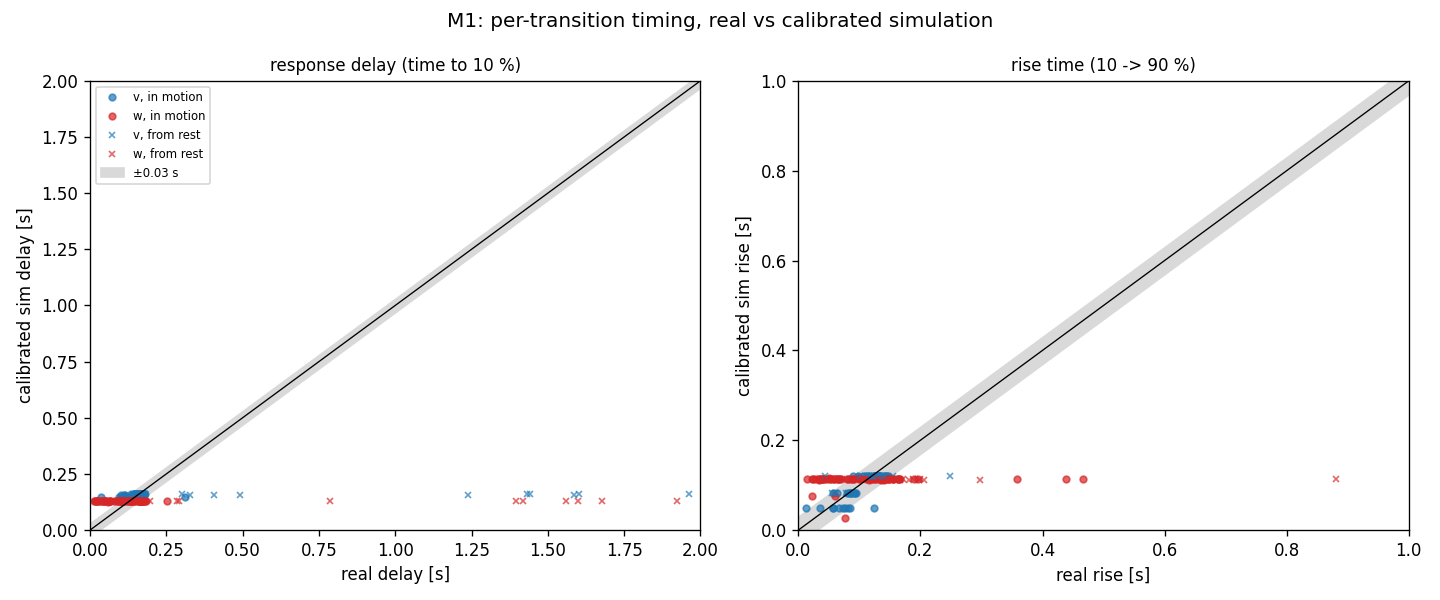 M1: per-transition timing, real vs calibrated simulation
response delay (time to 10 %)
2.00
1.75
1.50
1.25
1.00
0.75
0.50
0.25
0.00
calibrated sim delay [s]
v, in motion
w, in motion
v, from rest
w, from rest
±0.03 s
0.00 0.25 0.50 0.75 1.00 1.25 1.50 1.75 2.00
real delay [s]
rise time (10 -> 90 %)
1.0
0.8
0.6
0.4
0.2
0.0
calibrated sim rise [s]
0.0 0.2 0.4 0.6 0.8 1.0
real rise [s]